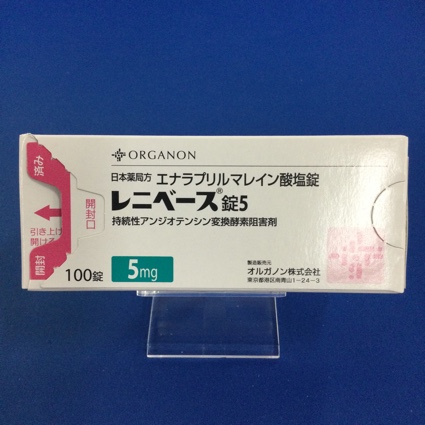 ORGANON
日本薬局方 エナラプリルマレイン酸塩錠
レニベース®錠5
持続性アンジオテンシン変換酵素阻害剤
100錠 5mg
製造販売元
オルガノン株式会社
東京都港区南青山1-24-3
開封口
引き上げ
開ける
開封
済み